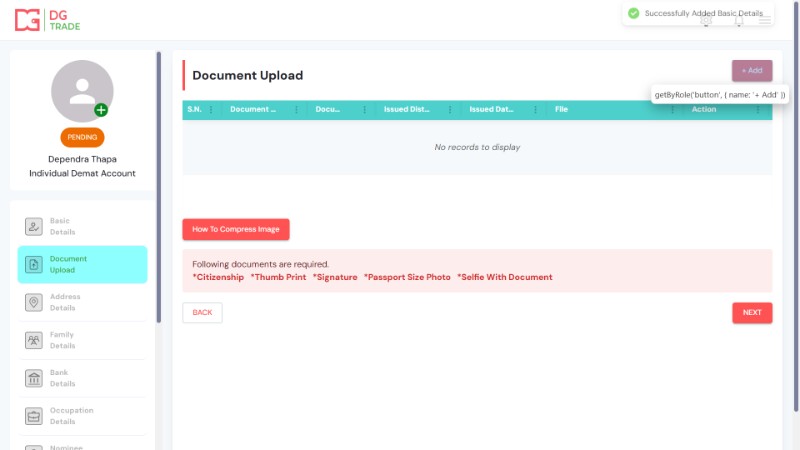 DG
TRADE
Successfully Added Basic Details
Document Upload
+ Add
getByRole('button', { name: '+ Add' })
S.N. Document ... Docu... Issued Dist... Issued Dat... File Action
No records to display
PENDING
Dependra Thapa
Individual Demat Account
How To Compress Image
Following documents are required.
*Citizenship *Thumb Print *Signature *Passport Size Photo *Selfie With Document
BACK
NEXT
Basic
Details
Document
Upload
Address
Details
Family
Details
Bank
Details
Occupation
Details
Nominee